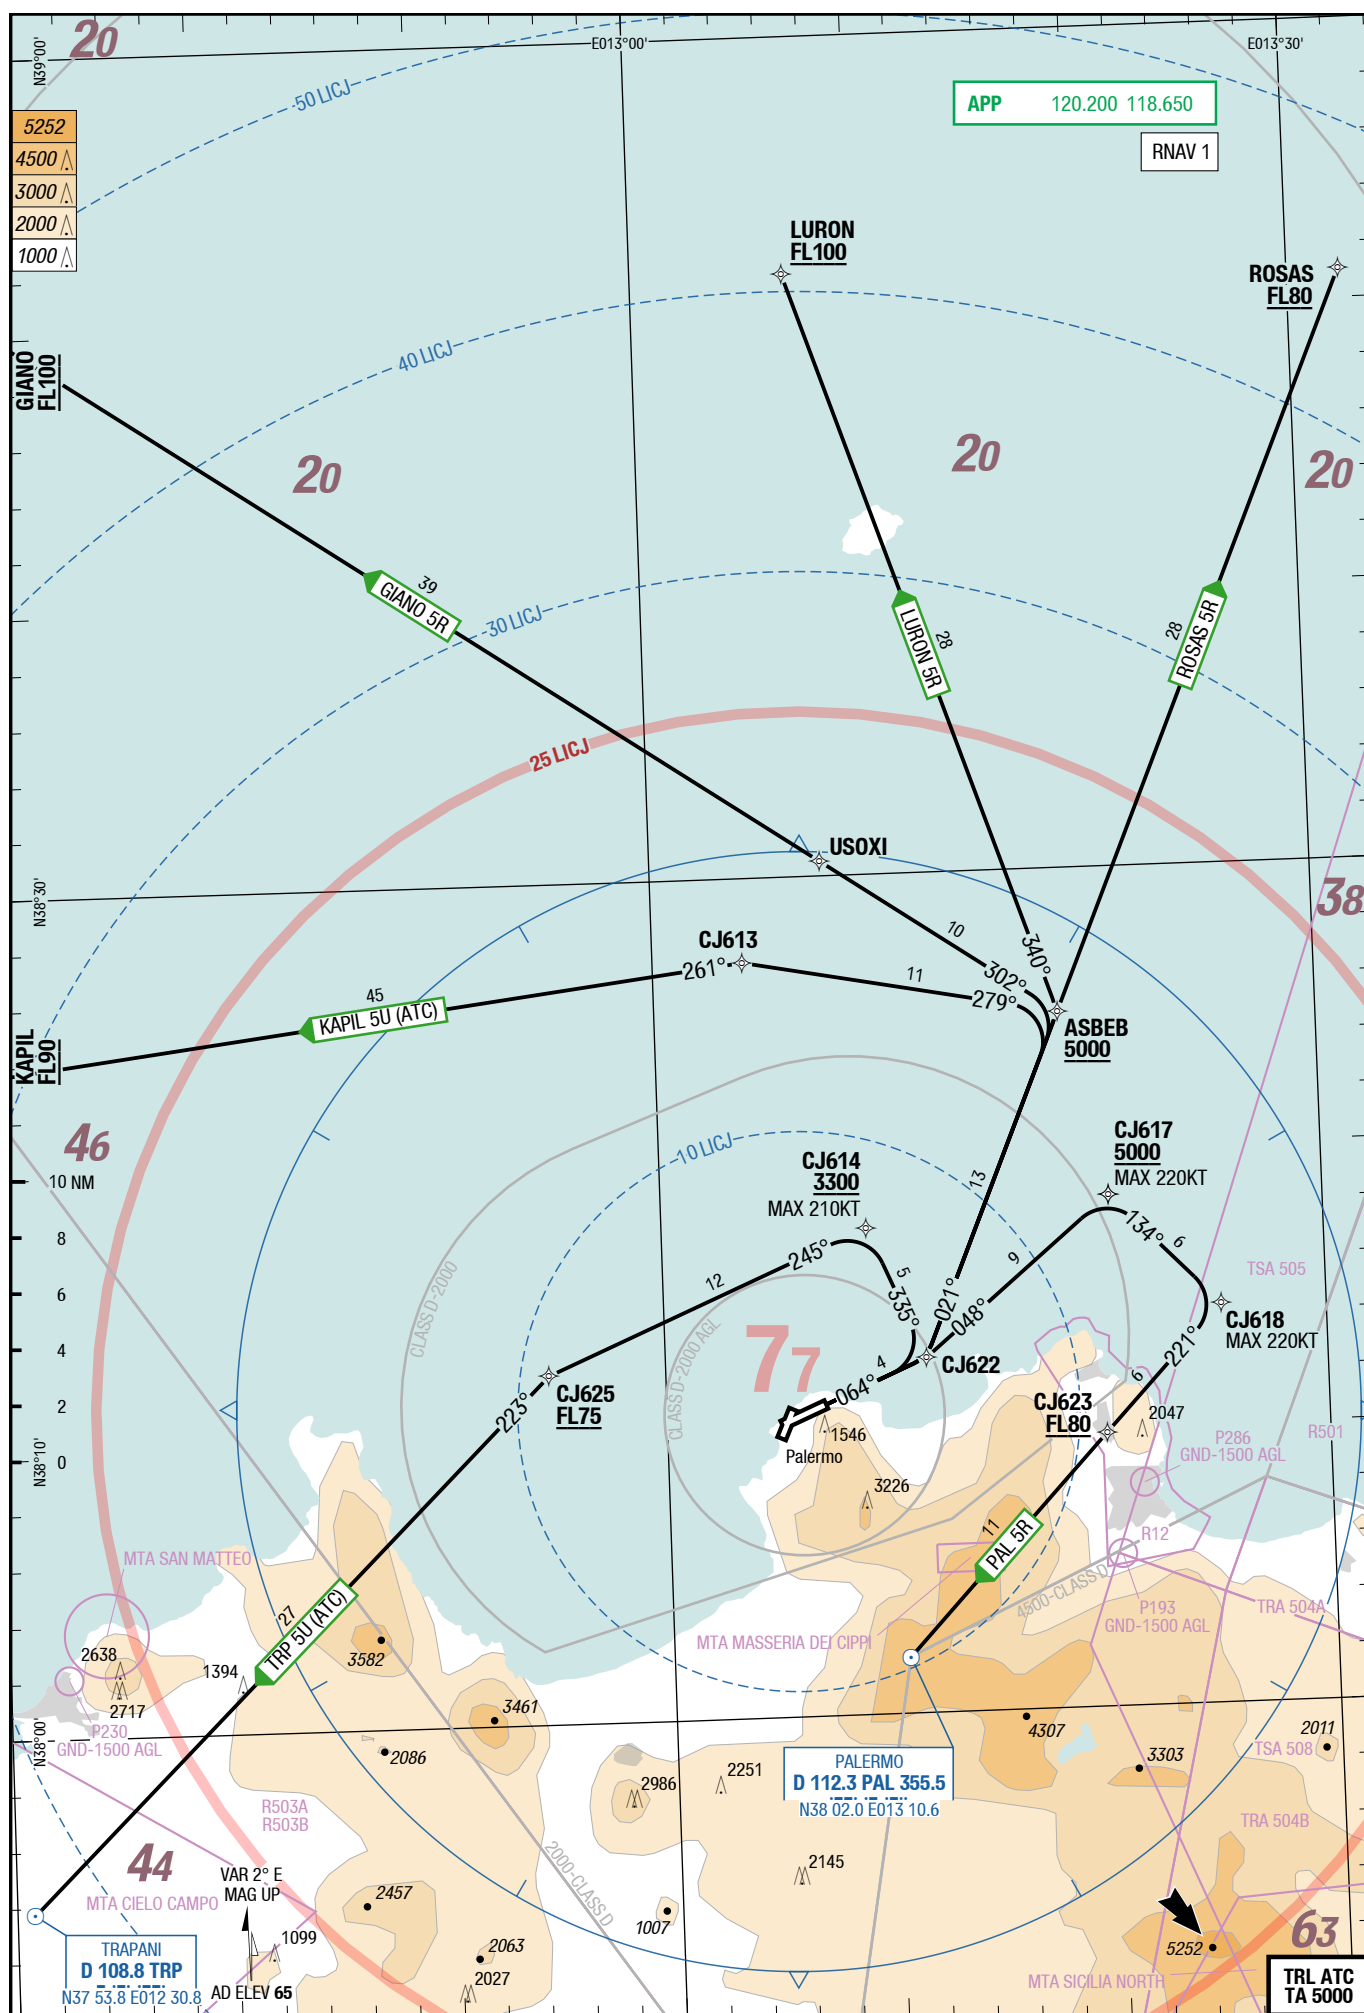 20
E013°00'
E013°30'
N39°00'
50 LICJ
APP 120.200 118.650
RNAV 1
5252
4500
3000
2000
1000
LURON
FL100
ROSAS
FL80
40 LICJ
GIANO
FL100
20
20
20
39
GIANO 5R
30 LICJ
LURON 5R
28
28
ROSAS 5R
25 LICJ
USOXI
N38°30'
38
CJ613
10
340°
302°
261°
11
279°
45
KAPIL 5U (ATC)
ASBEB
5000
KAPIL
FL90
46
10 LICJ
CJ617
5000
MAX 220KT
CJ614
3300
MAX 210KT
13
10 NM
8
6
4
2
0
134°
6
245°
9
5
12
TSA 505
CLASS D-2000
335°
021°
048°
CJ618
MAX 220KT
221°
CLASS D-2000 AGL
77
4
CJ622
064°
6
CJ625
FL75
223°
CJ623
FL80
2047
1546
Palermo
P286
GND-1500 AGL
R501
N38°10'
3226
11
PAL 5R
R12
MTA SAN MATTEO
4500-CLASS D
P193
GND-1500 AGL
TRA 504A
27
TRP 5U (ATC)
MTA MASSERIA DEI CIPPI
3582
2638
1394
2717
3461
P230
GND-1500 AGL
N38°00'
4307
2011
TSA 508
2086
3303
PALERMO
D 112.3 PAL 355.5
N38 02.0 E013 10.6
2986
2251
R503A
R503B
TRA 504B
44
2000-CLASS D
2145
VAR 2° E
MAG UP
MTA CIELO CAMPO
2457
1007
63
5252
TRAPANI
D 108.8 TRP
N37 53.8 E012 30.8
1099
2063
2027
AD ELEV 65
MTA SICILIA NORTH
TRL ATC
TA 5000